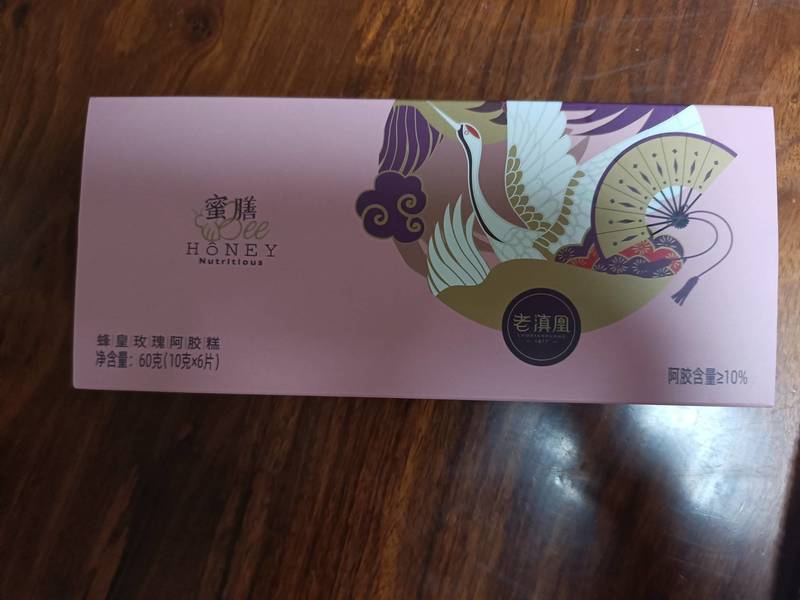 蜜膳
Bee
HONEY
Nutritious
蜂皇玫瑰阿胶糕
净含量：60克(10克×6片)
老滇凰
1877
阿胶含量≥10%